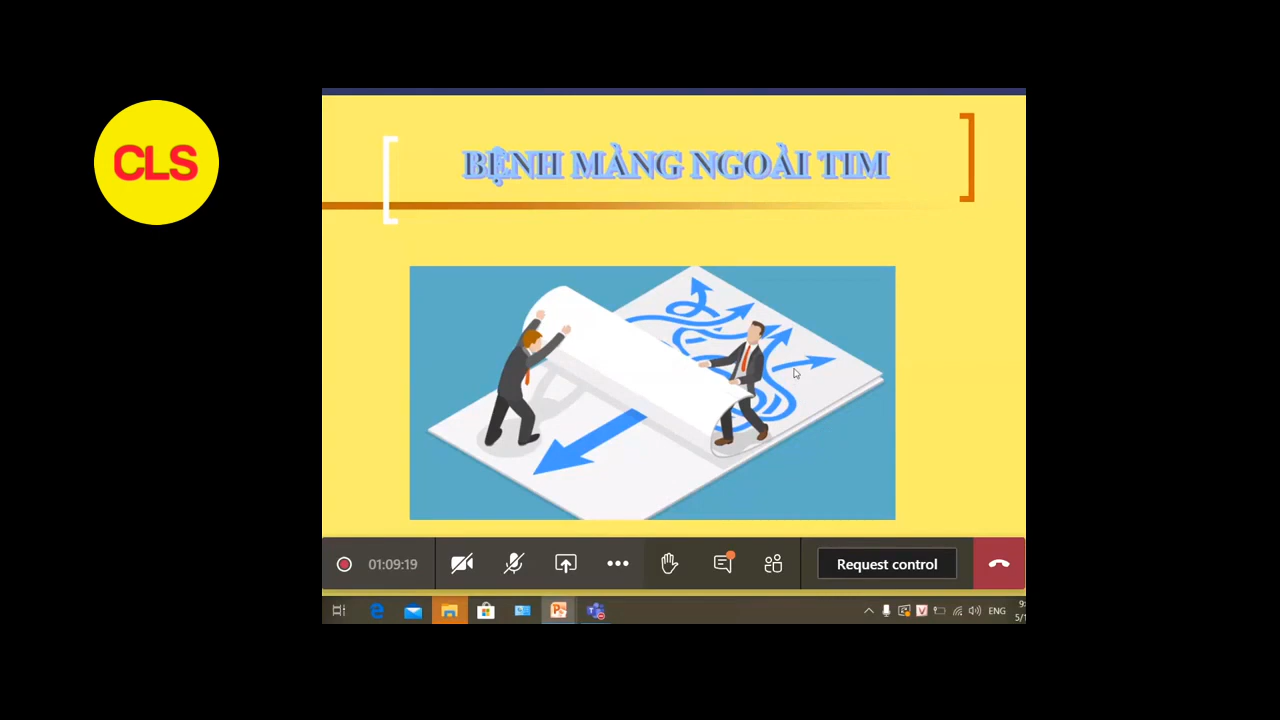 CLS
BỆNH MÀNG NGOÀI TIM
01:09:19
Request control
ENG